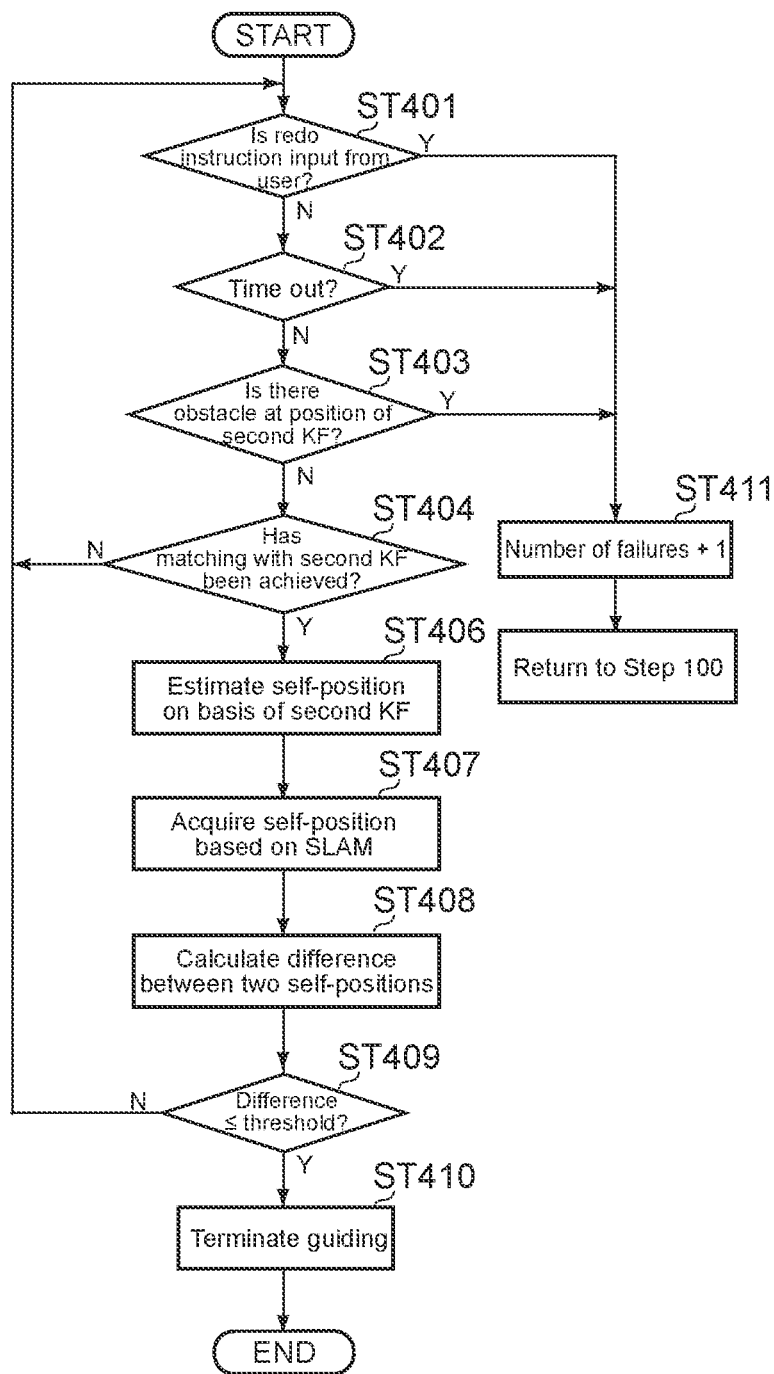 START
ST401
Is redo
instruction input from
user?
Y
N
ST402
Time out?
Y
N
ST403
Is there
obstacle at position of
second KF?
Y
N
ST404
Has
matching with second KF
been achieved?
N
Y
ST411
Number of failures + 1
Return to Step 100
ST406
Estimate self-position
on basis of second KF
ST407
Acquire self-position
based on SLAM
ST408
Calculate difference
between two self-positions
ST409
Difference
≤ threshold?
N
Y
ST410
Terminate guiding
END